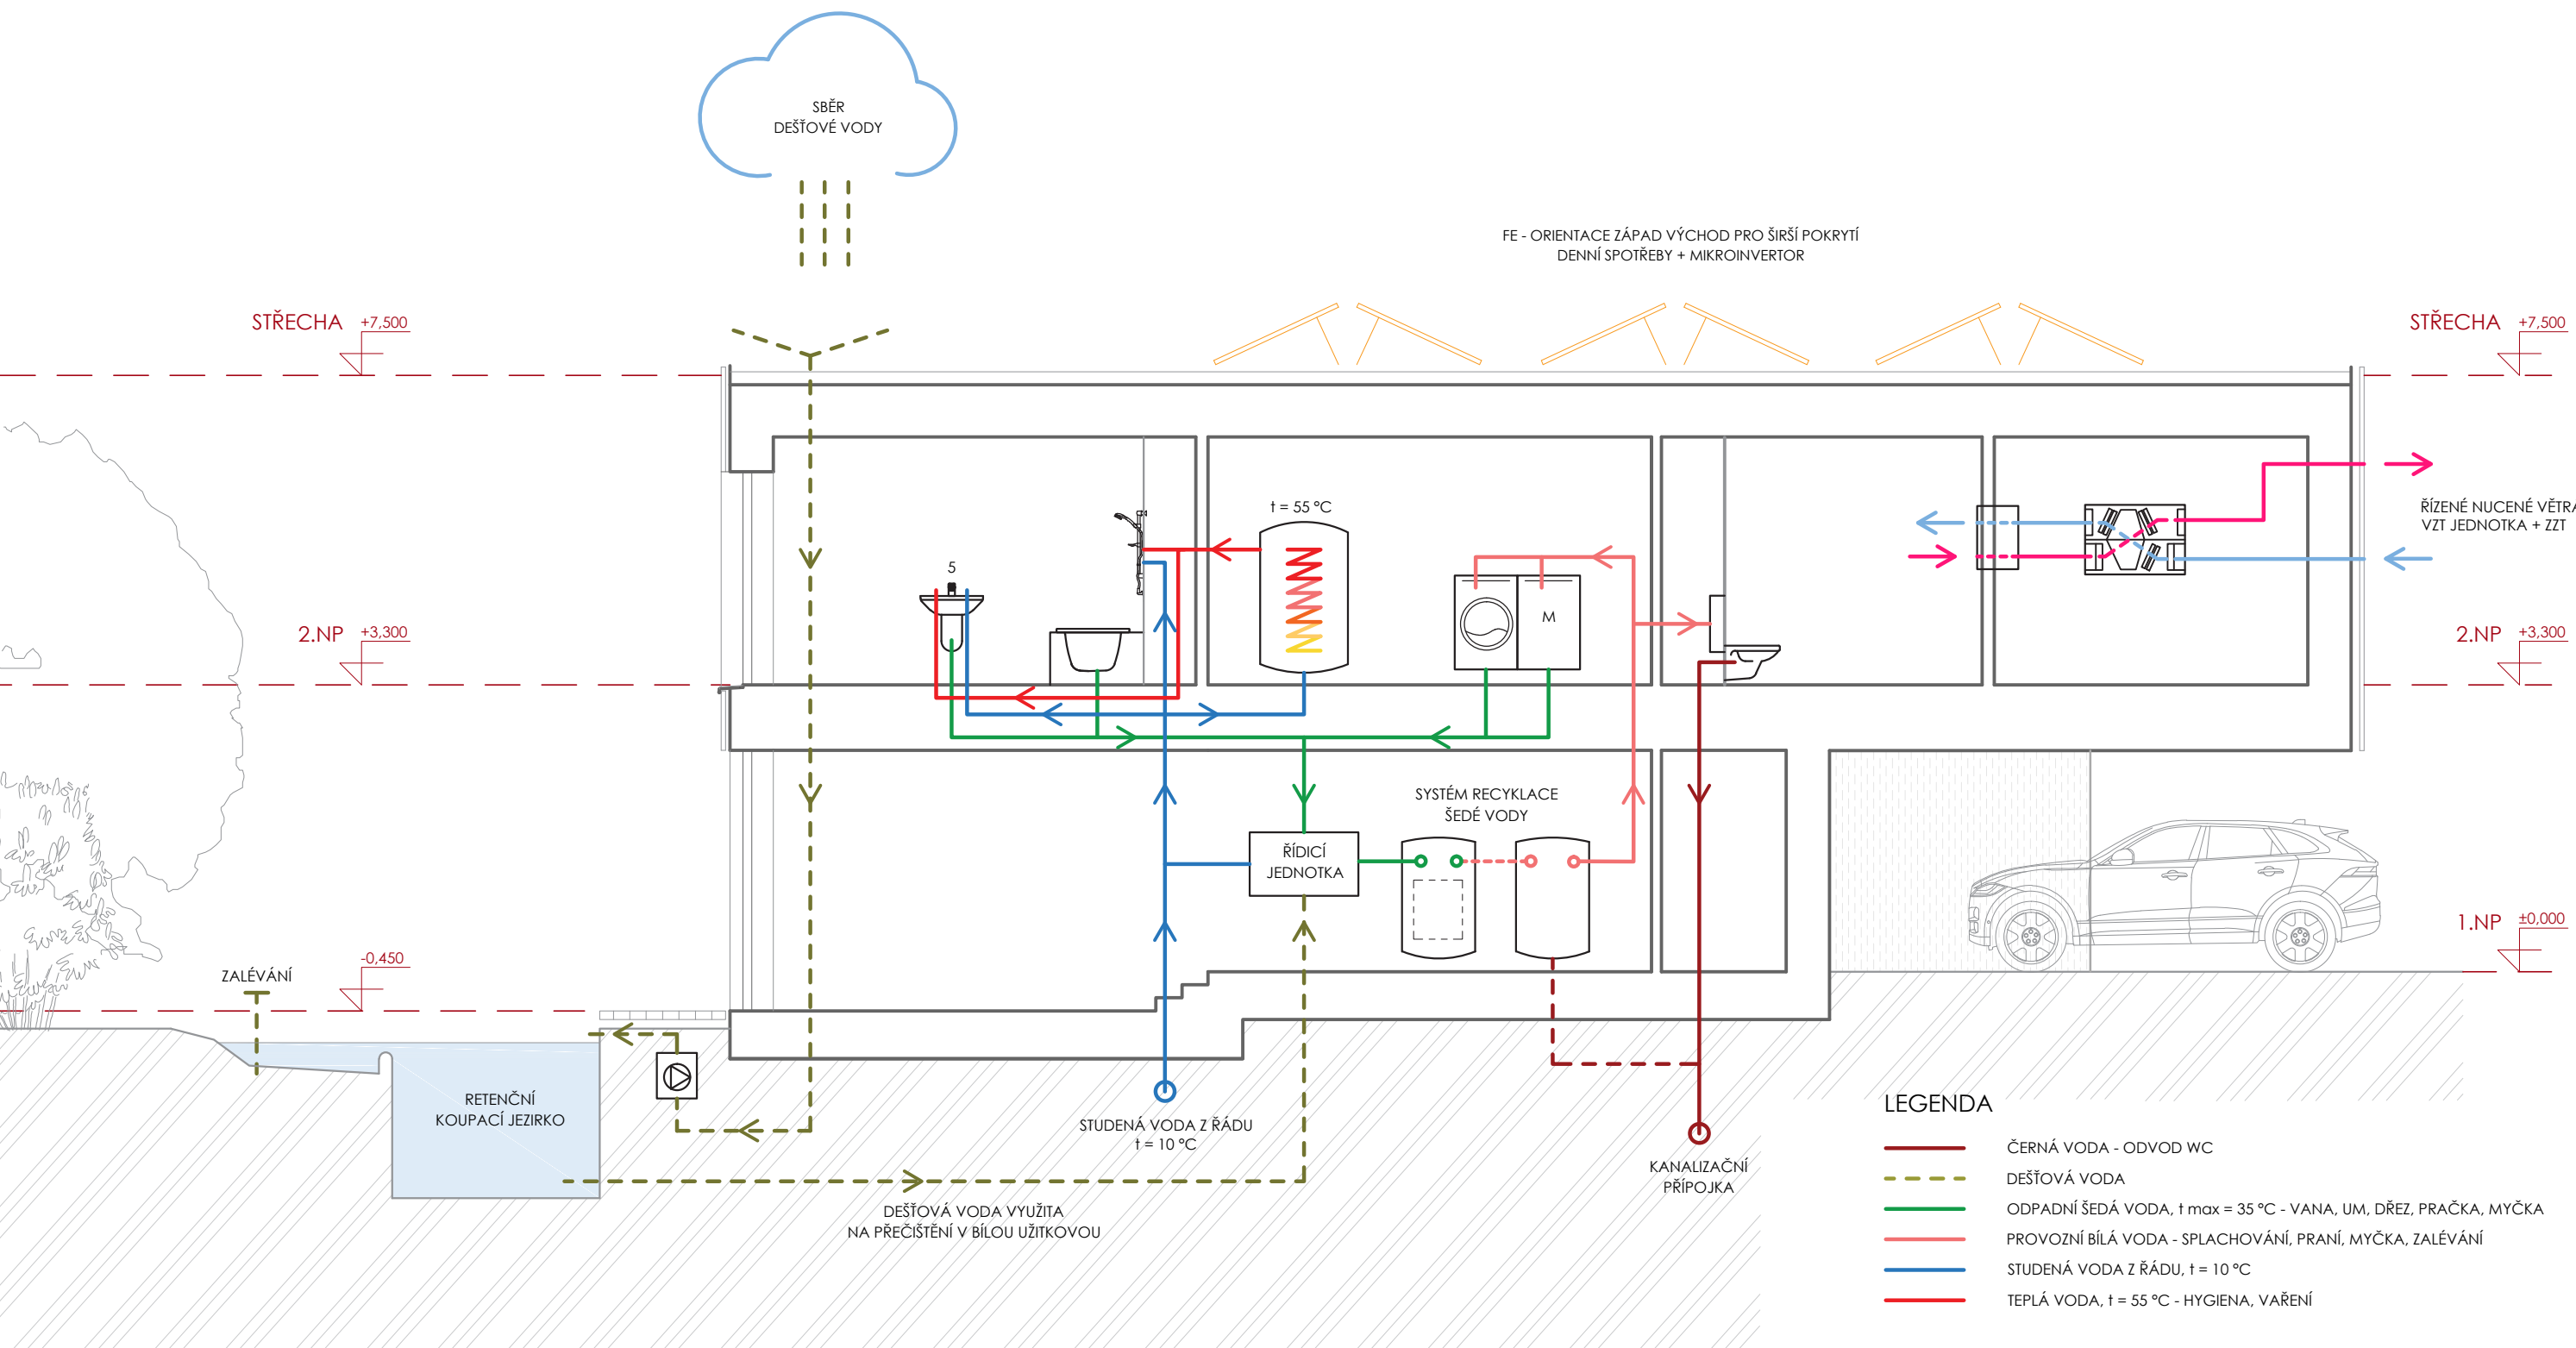 SBĚR
DEŠŤOVÉ VODY
FE - ORIENTACE ZÁPAD VÝCHOD PRO ŠIRŠÍ POKRYTÍ
DENNÍ SPOTŘEBY + MIKROINVERTOR
STŘECHA +7,500
STŘECHA +7,500
t = 55 °C
ŘÍZENÉ NUCENÉ VĚTRA
VZT JEDNOTKA + ZZT
5
M
2.NP +3,300
2.NP +3,300
SYSTÉM RECYKLACE
ŠEDÉ VODY
ŘÍDICÍ
JEDNOTKA
1.NP ±0,000
-0,450
ZALÉVÁNÍ
RETENČNÍ
KOUPACÍ JEZIRKO
STUDENÁ VODA Z ŘÁDU
t = 10 °C
KANALIZAČNÍ
PŘÍPOJKA
DEŠŤOVÁ VODA VYUŽITA
NA PŘEČIŠTĚNÍ V BÍLOU UŽITKOVOU
LEGENDA
ČERNÁ VODA - ODVOD WC
DEŠŤOVÁ VODA
ODPADNÍ ŠEDÁ VODA, t max = 35 °C - VANA, UM, DŘEZ, PRAČKA, MYČKA
PROVOZNÍ BÍLÁ VODA - SPLACHOVÁNÍ, PRANÍ, MYČKA, ZALÉVÁNÍ
STUDENÁ VODA Z ŘÁDU, t = 10 °C
TEPLÁ VODA, t = 55 °C - HYGIENA, VAŘENÍ